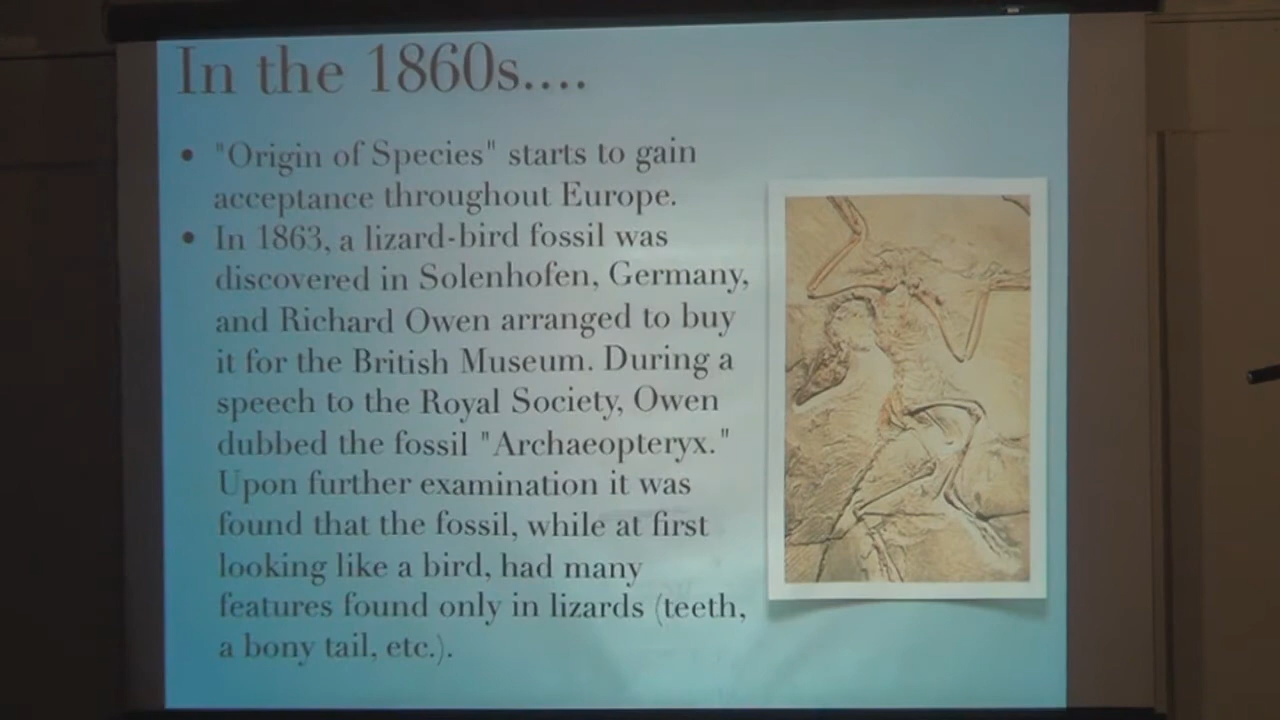 In the 1860s....
• "Origin of Species" starts to gain
acceptance throughout Europe.
• In 1863, a lizard-bird fossil was
discovered in Solenhofen, Germany,
and Richard Owen arranged to buy
it for the British Museum. During a
speech to the Royal Society, Owen
dubbed the fossil "Archaeopteryx."
Upon further examination it was
found that the fossil, while at first
looking like a bird, had many
features found only in lizards (teeth,
a bony tail, etc.).